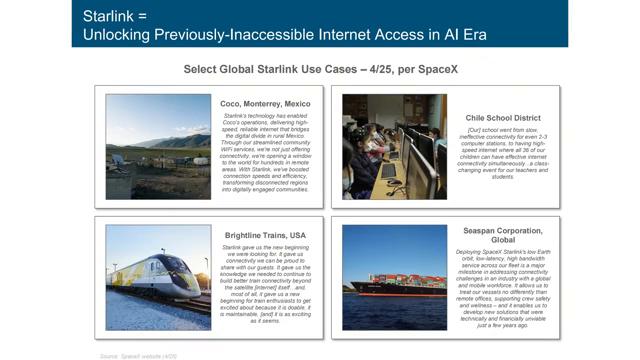 Starlink =
Unlocking Previously-Inaccessible Internet Access in AI Era
Select Global Starlink Use Cases – 4/25, per SpaceX
Coco, Monterrey, Mexico
Starlink's technology has enabled
Coco's operations, delivering high-
speed, reliable internet that bridges
the digital divide in rural Mexico.
Through our streamlined community
WiFi services, we're not just offering
connectivity, we're opening a window
to the world for hundreds in remote
areas. With Starlink, we've boosted
connection speeds and efficiency,
transforming disconnected regions
into digitally engaged communities.
Chile School District
[Our] school went from slow,
ineffective connectivity for even 2-3
computer stations, to having high-
speed internet where all 36 of our
children can have effective internet
connectivity simultaneously...a class-
changing event for our teachers and
students.
Brightline Trains, USA
Starlink gave us the new beginning
we were looking for. It gave us
connectivity we can be proud to
share with our guests. It gave us the
knowledge we needed to continue to
build better train connectivity beyond
the satellite [internet] itself...and
most of all, it gave us a new
beginning for train enthusiasts to get
excited about because it is doable. It
is maintainable, [and] it is as exciting
as it seems.
Seaspan Corporation,
Global
Deploying SpaceX Starlink's low Earth
orbit, low-latency, high bandwidth
service across our fleet is a major
milestone in addressing connectivity
challenges in an industry with a global
and mobile workforce. It allows us to
treat our vessels no differently than
remote offices, supporting crew safety
and wellness – and it enables us to
develop new solutions that were
technically and financially unviable
just a few years ago.
Source: SpaceX website (4/25)